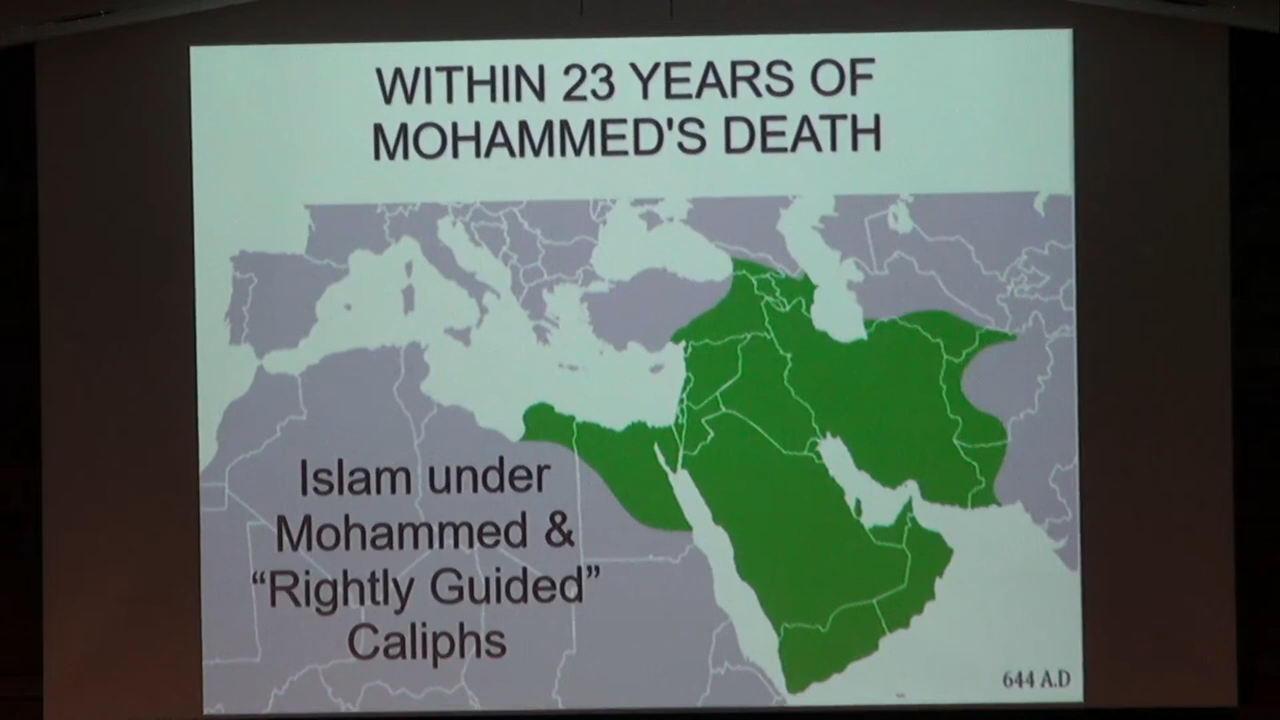 WITHIN 23 YEARS OF
MOHAMMED'S DEATH
Islam under
Mohammed &
“Rightly Guided”
Caliphs
644 A.D